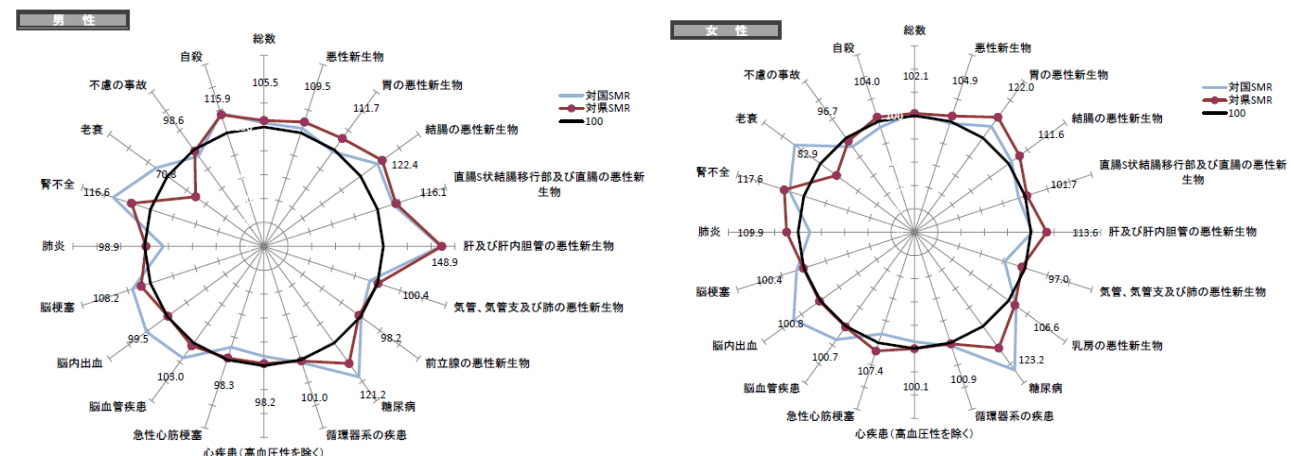 男 性
総数
悪性新生物
胃の悪性新生物
結腸の悪性新生物
直腸S状結腸移行部及び直腸の悪性新
生物
肝及び肝内胆管の悪性新生物
気管、気管支及び肺の悪性新生物
前立腺の悪性新生物
糖尿病
循環器系の疾患
心疾患(高血圧性を除く)
急性心筋梗塞
脳血管疾患
脳内出血
脳梗塞
肺炎
腎不全
老衰
不慮の事故
自殺
105.5
109.5
111.7
122.4
116.1
148.9
100.4
98.2
121.2
101.0
98.2
98.3
103.0
99.5
108.2
98.9
116.6
70.8
98.6
115.9
100
対国SMR
対県SMR
100
女 性
総数
悪性新生物
胃の悪性新生物
結腸の悪性新生物
直腸S状結腸移行部及び直腸の悪性新
生物
肝及び肝内胆管の悪性新生物
気管、気管支及び肺の悪性新生物
乳房の悪性新生物
糖尿病
循環器系の疾患
心疾患(高血圧性を除く)
急性心筋梗塞
脳血管疾患
脳内出血
脳梗塞
肺炎
腎不全
老衰
不慮の事故
自殺
102.1
104.9
122.0
111.6
101.7
113.6
97.0
106.6
123.2
100.9
100.1
107.4
100.7
100.8
100.4
109.9
117.6
82.9
96.7
104.0
100
対国SMR
対県SMR
100